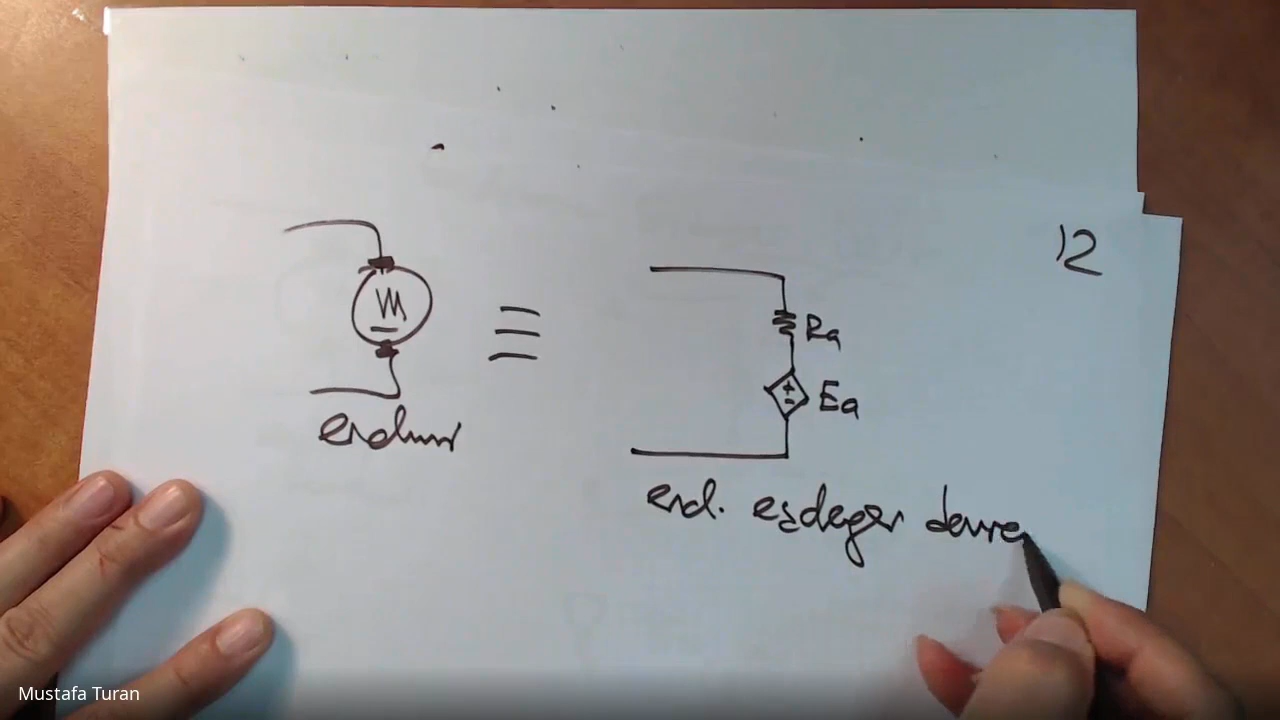 12
M
Ra
+
-
Ea
endüvi
end. eşdeğer devre
Mustafa Turan